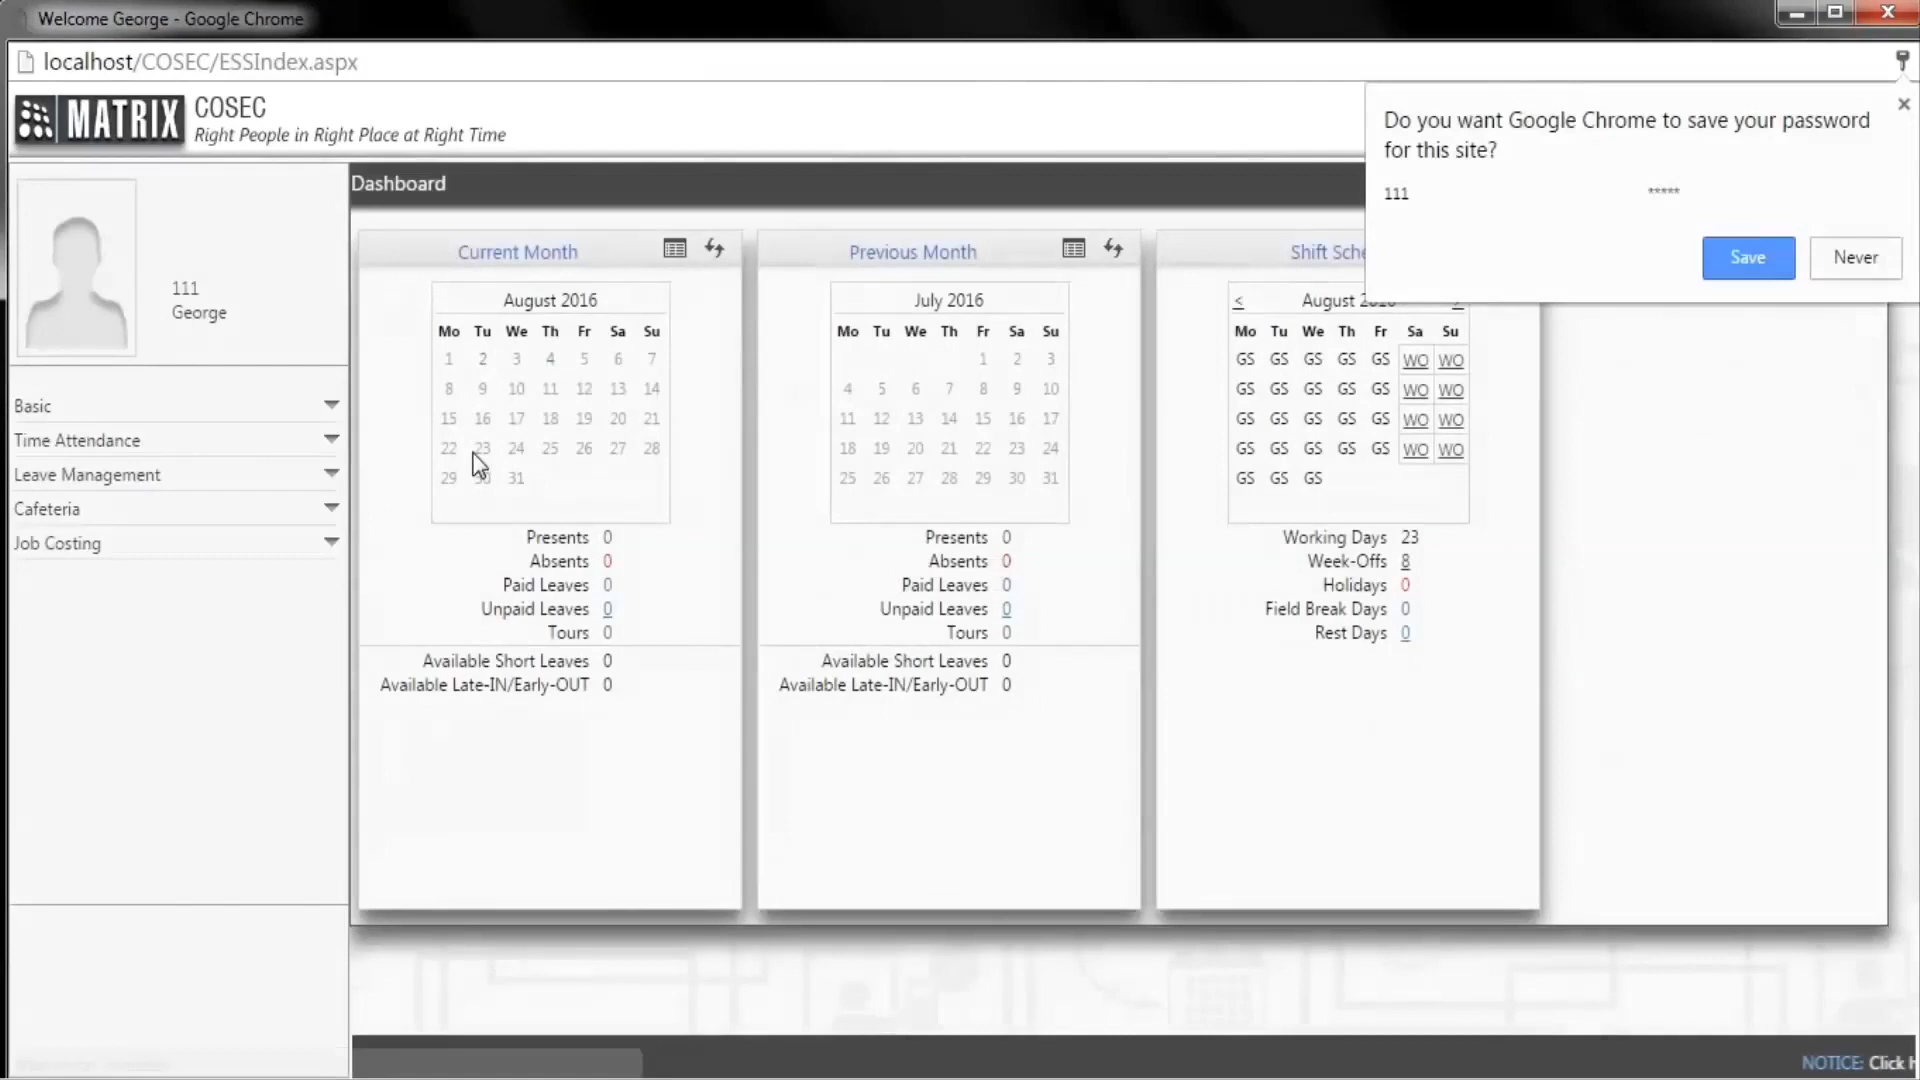 Welcome George - Google Chrome
localhost/COSEC/ESSIndex.aspx
MATRIX
COSEC
Right People in Right Place at Right Time
Do you want Google Chrome to save your password
for this site?
111 *****
Save Never
111
George
Basic
Time Attendance
Leave Management
Cafeteria
Job Costing
Dashboard
Current Month
August 2016
Mo Tu We Th Fr Sa Su
1 2 3 4 5 6 7
8 9 10 11 12 13 14
15 16 17 18 19 20 21
22 23 24 25 26 27 28
29 30 31
Presents 0
Absents 0
Paid Leaves 0
Unpaid Leaves 0
Tours 0
Available Short Leaves 0
Available Late-IN/Early-OUT 0
Previous Month
July 2016
Mo Tu We Th Fr Sa Su
1 2 3
4 5 6 7 8 9 10
11 12 13 14 15 16 17
18 19 20 21 22 23 24
25 26 27 28 29 30 31
Presents 0
Absents 0
Paid Leaves 0
Unpaid Leaves 0
Tours 0
Available Short Leaves 0
Available Late-IN/Early-OUT 0
Shift Sche
< August 2016 >
Mo Tu We Th Fr Sa Su
GS GS GS GS GS WO WO
GS GS GS GS GS WO WO
GS GS GS GS GS WO WO
GS GS GS GS GS WO WO
GS GS GS
Working Days 23
Week-Offs 8
Holidays 0
Field Break Days 0
Rest Days 0
NOTICE: Click